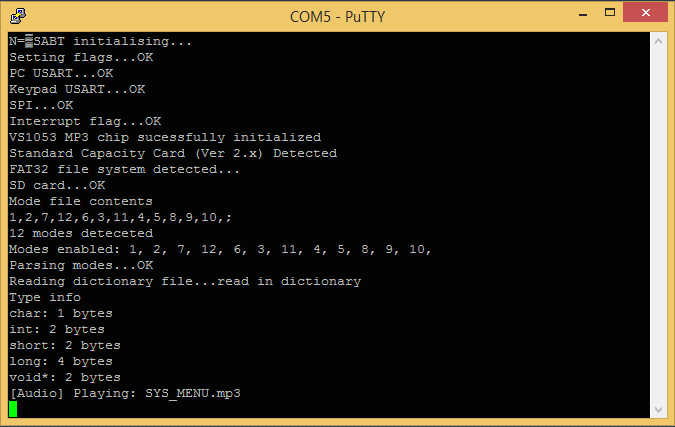 COM5 - PuTTY
N=▒SABT initialising...
Setting flags...OK
PC USART...OK
Keypad USART...OK
SPI...OK
Interrupt flag...OK
VS1053 MP3 chip sucessfully initialized
Standard Capacity Card (Ver 2.x) Detected
FAT32 file system detected...
SD card...OK
Mode file contents
1,2,7,12,6,3,11,4,5,8,9,10,;
12 modes deteceted
Modes enabled: 1, 2, 7, 12, 6, 3, 11, 4, 5, 8, 9, 10,
Parsing modes...OK
Reading dictionary file...read in dictionary
Type info
char: 1 bytes
int: 2 bytes
short: 2 bytes
long: 4 bytes
void*: 2 bytes
[Audio] Playing: SYS_MENU.mp3